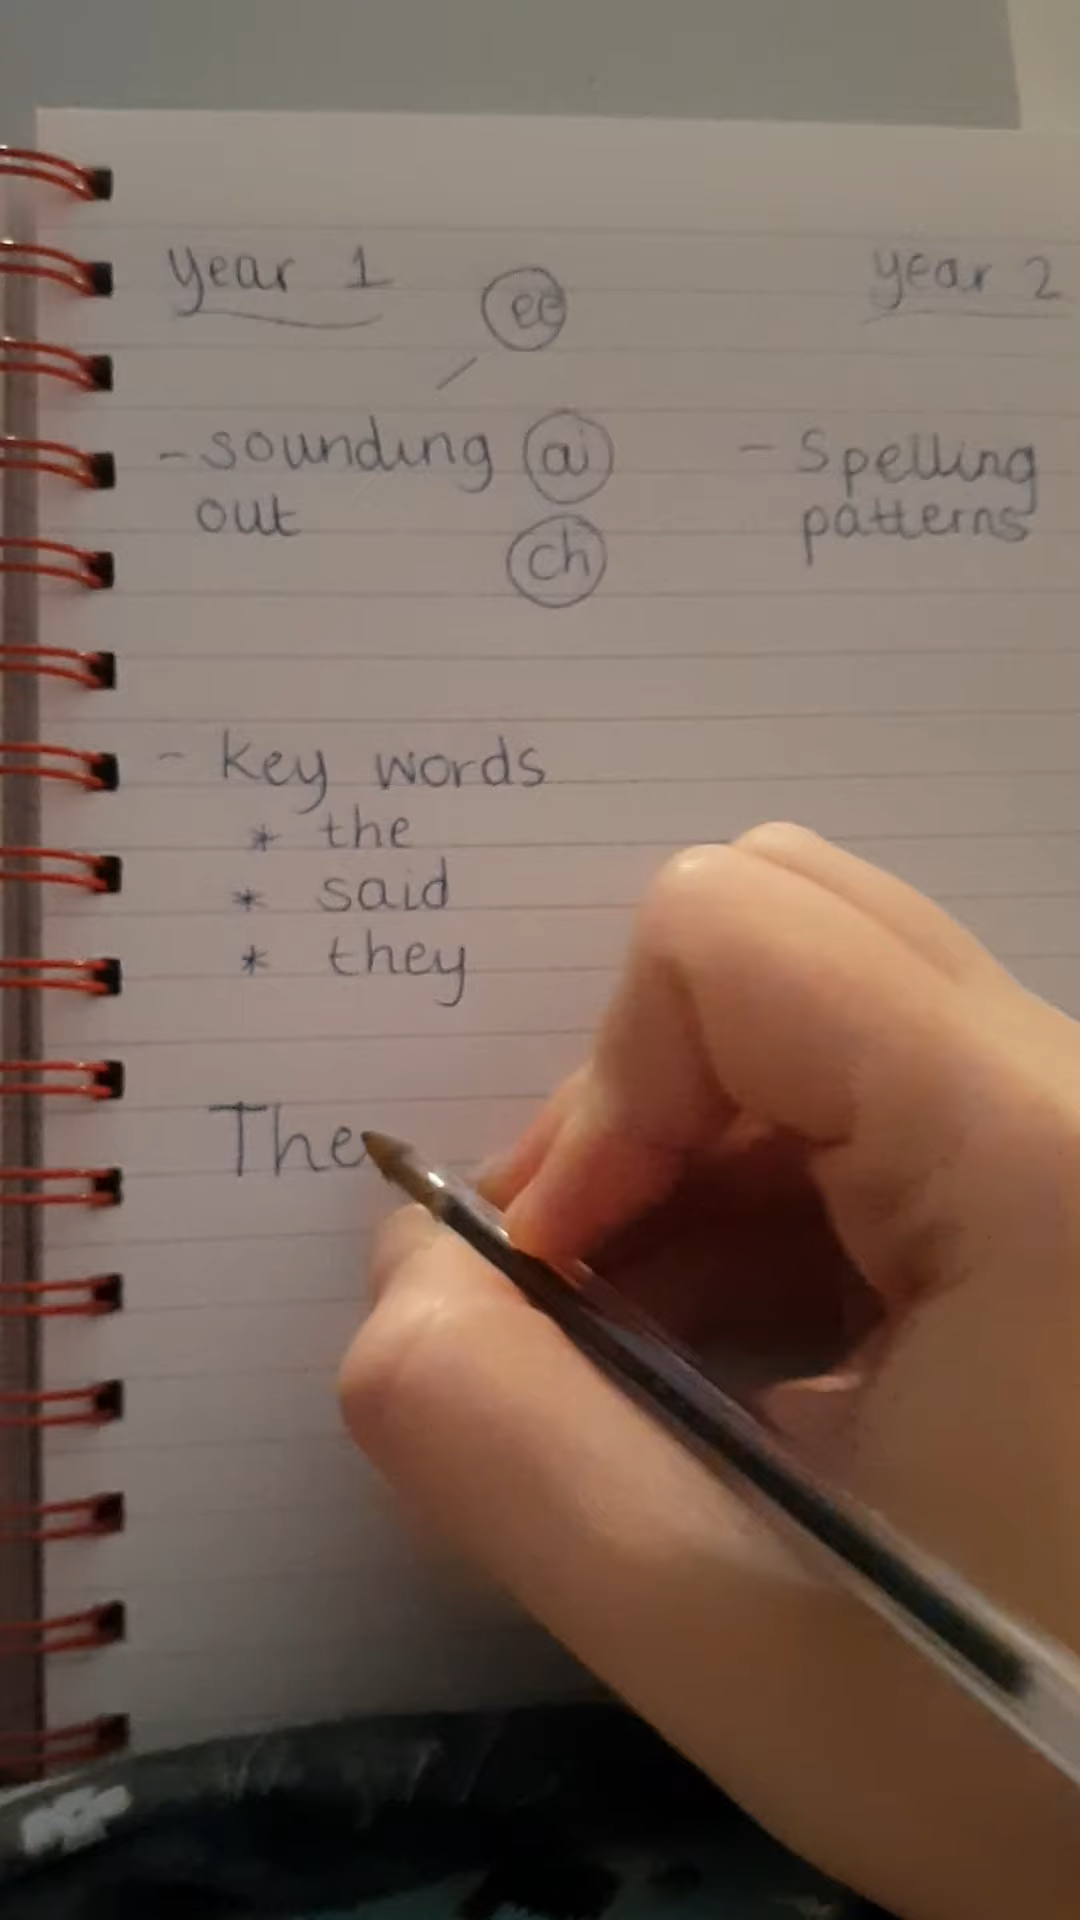 year 1
year 2
ee
- sounding
out
ai
ch
- Spelling
patterns
- key words
* the
* said
* they
The